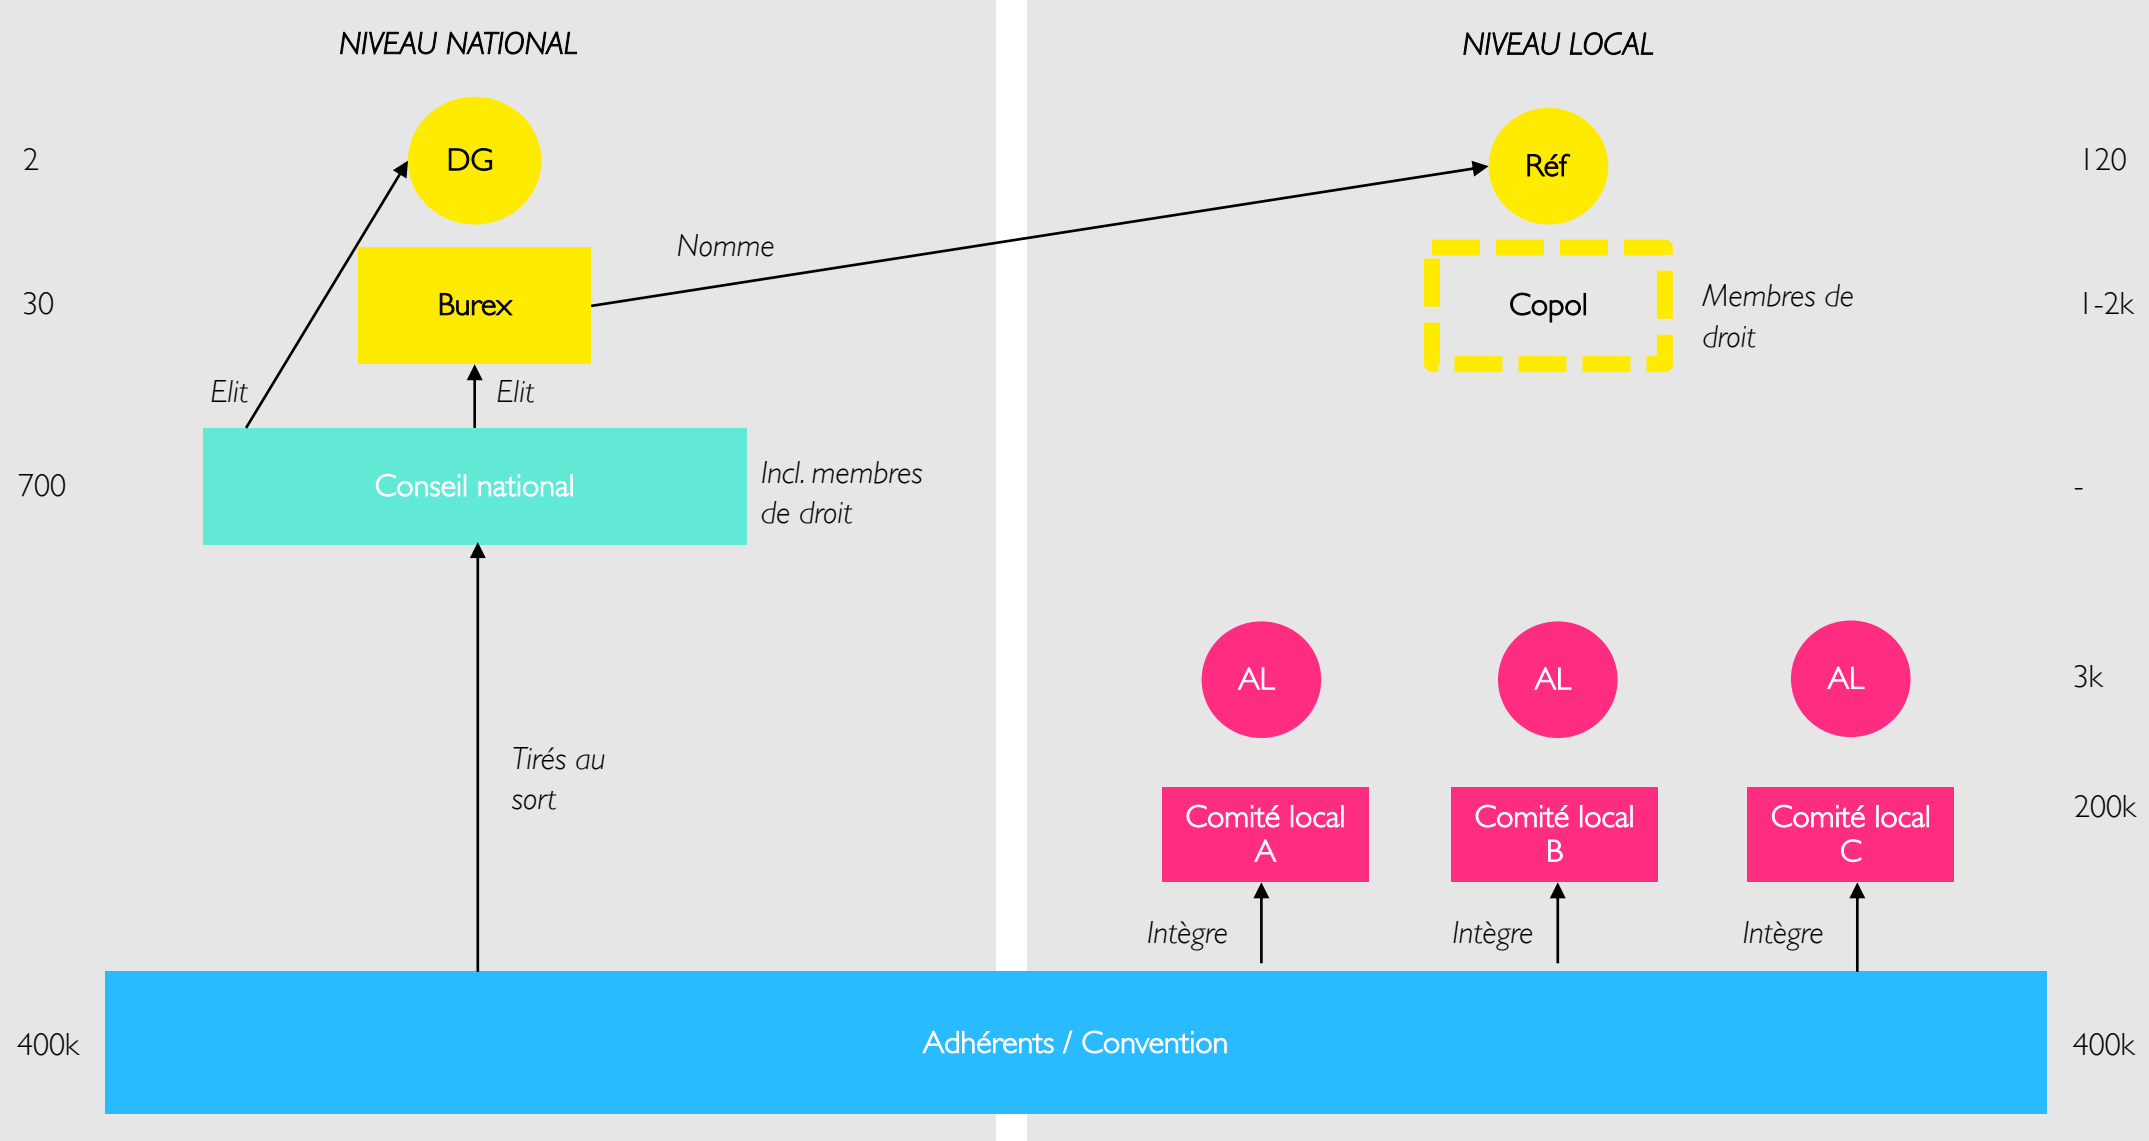 NIVEAU NATIONAL
NIVEAU LOCAL
2
DG
Réf
120
Nomme
30
Burex
Copol
Membres de
droit
1-2k
Elit
Elit
700
Conseil national
Incl. membres
de droit
-
AL
AL
AL
3k
Tirés au
sort
Comité local
A
Comité local
B
Comité local
C
200k
Intègre
Intègre
Intègre
400k
Adhérents / Convention
400k